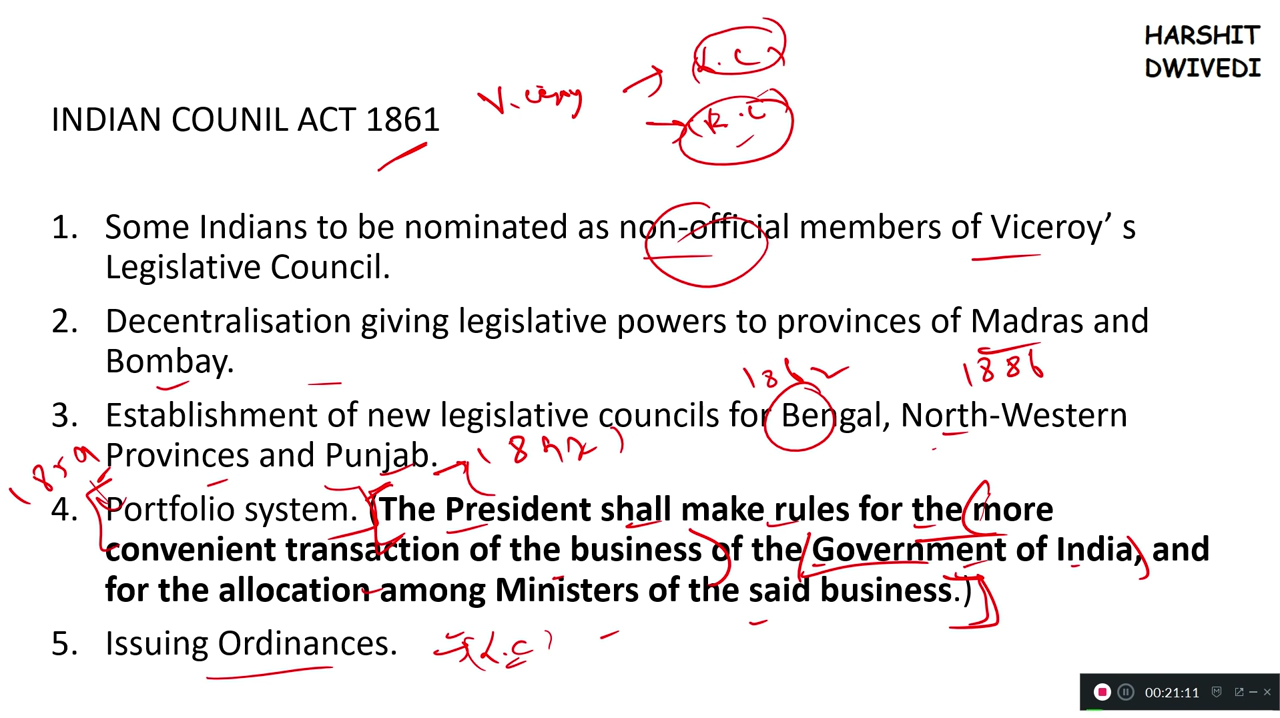 HARSHIT
DWIVEDI
Viceroy
L.C
R.C
INDIAN COUNIL ACT 1861
1. Some Indians to be nominated as non-official members of Viceroy’ s
Legislative Council.
2. Decentralisation giving legislative powers to provinces of Madras and
Bombay.
1862
1886
3. Establishment of new legislative councils for Bengal, North-Western
Provinces and Punjab.
1859
4. Portfolio system. (The President shall make rules for the more
convenient transaction of the business of the Government of India, and
for the allocation among Ministers of the said business.)
5. Issuing Ordinances.
(L.C)
00:21:11